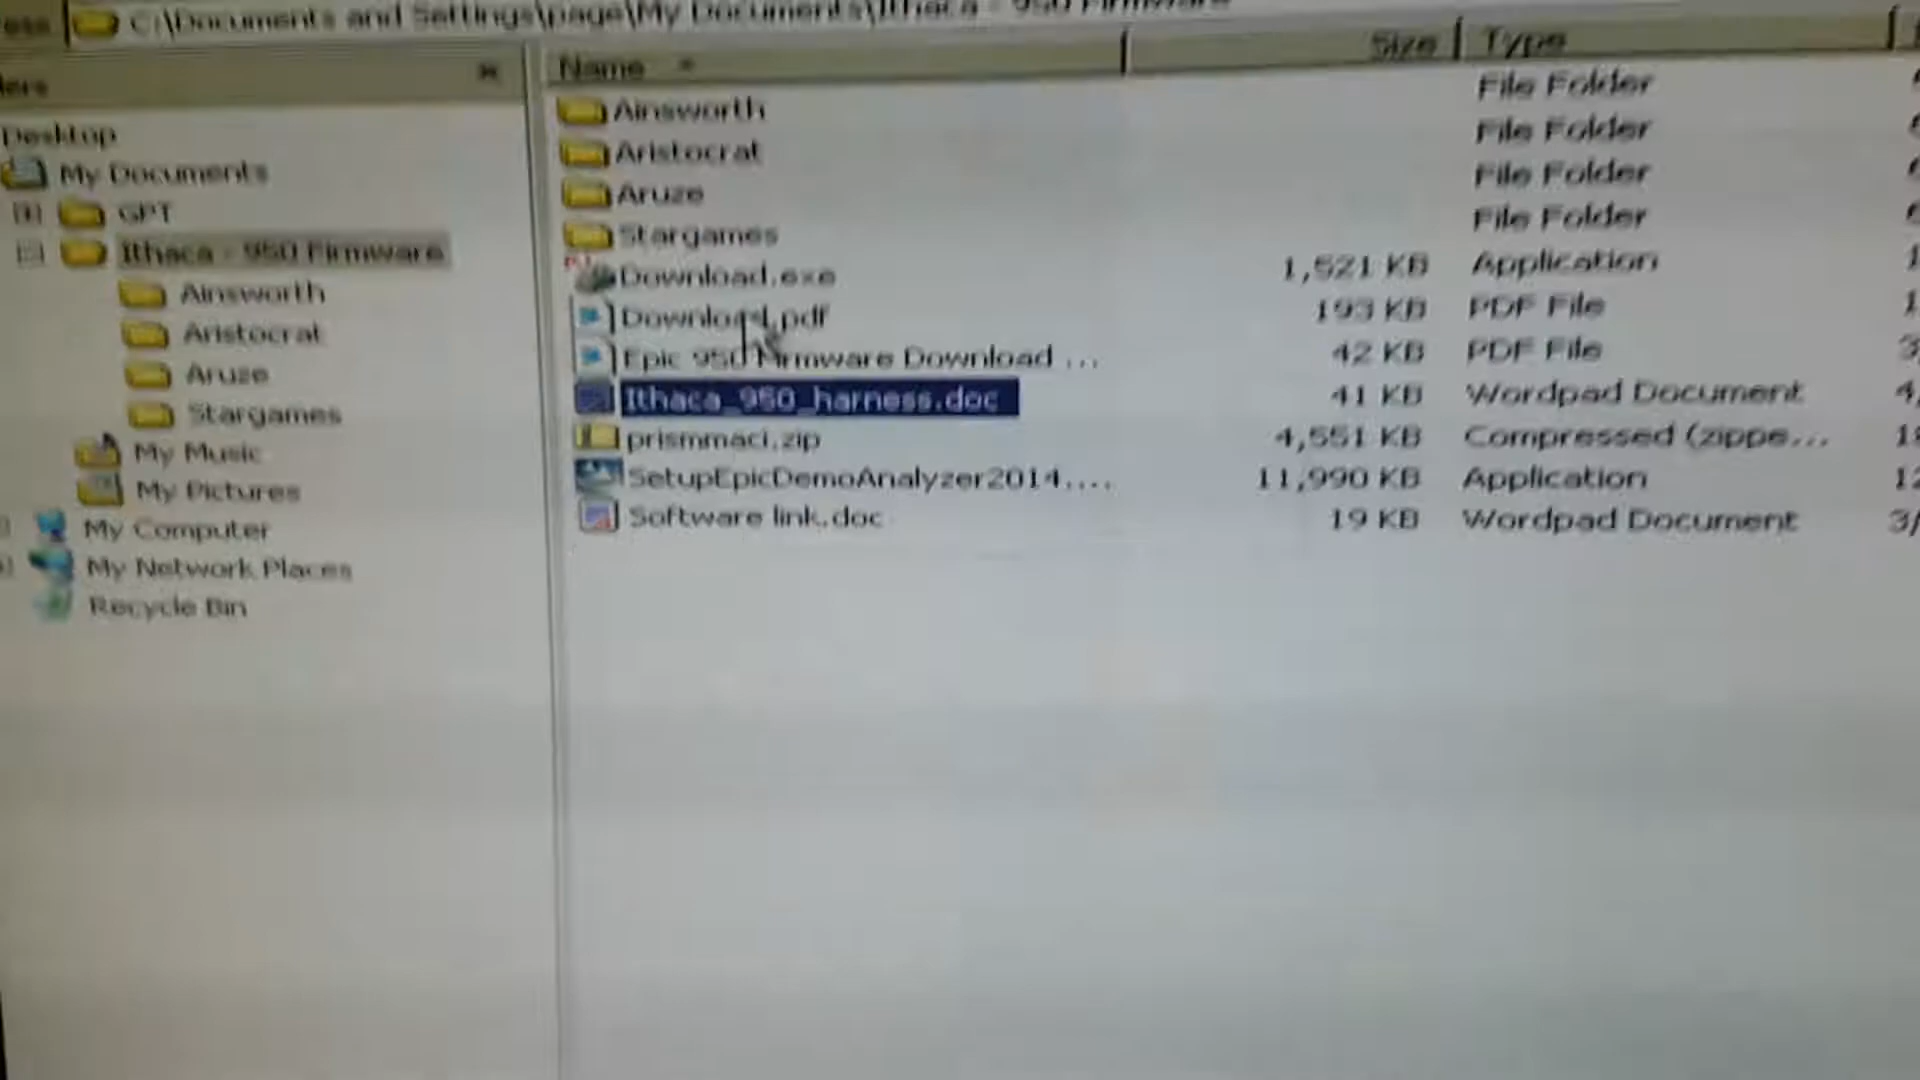 C:\Documents and Settings\page\My Documents\Ithaca - 950 Firmware
Name Size Type
Desktop
My Documents
GPT
Ithaca - 950 Firmware
Ainsworth
Aristocrat
Aruze
Stargames
My Music
My Pictures
My Computer
My Network Places
Recycle Bin
Ainsworth File Folder
Aristocrat File Folder
Aruze File Folder
Stargames File Folder
Download.exe 1,521 KB Application
Download.pdf 193 KB PDF File
Epic 950 Firmware Download ... 42 KB PDF File
Ithaca_950_harness.doc 41 KB Wordpad Document
prismmaci.zip 4,551 KB Compressed (zippe...
SetupEpicDemoAnalyzer2014.... 11,990 KB Application
Software link.doc 19 KB Wordpad Document